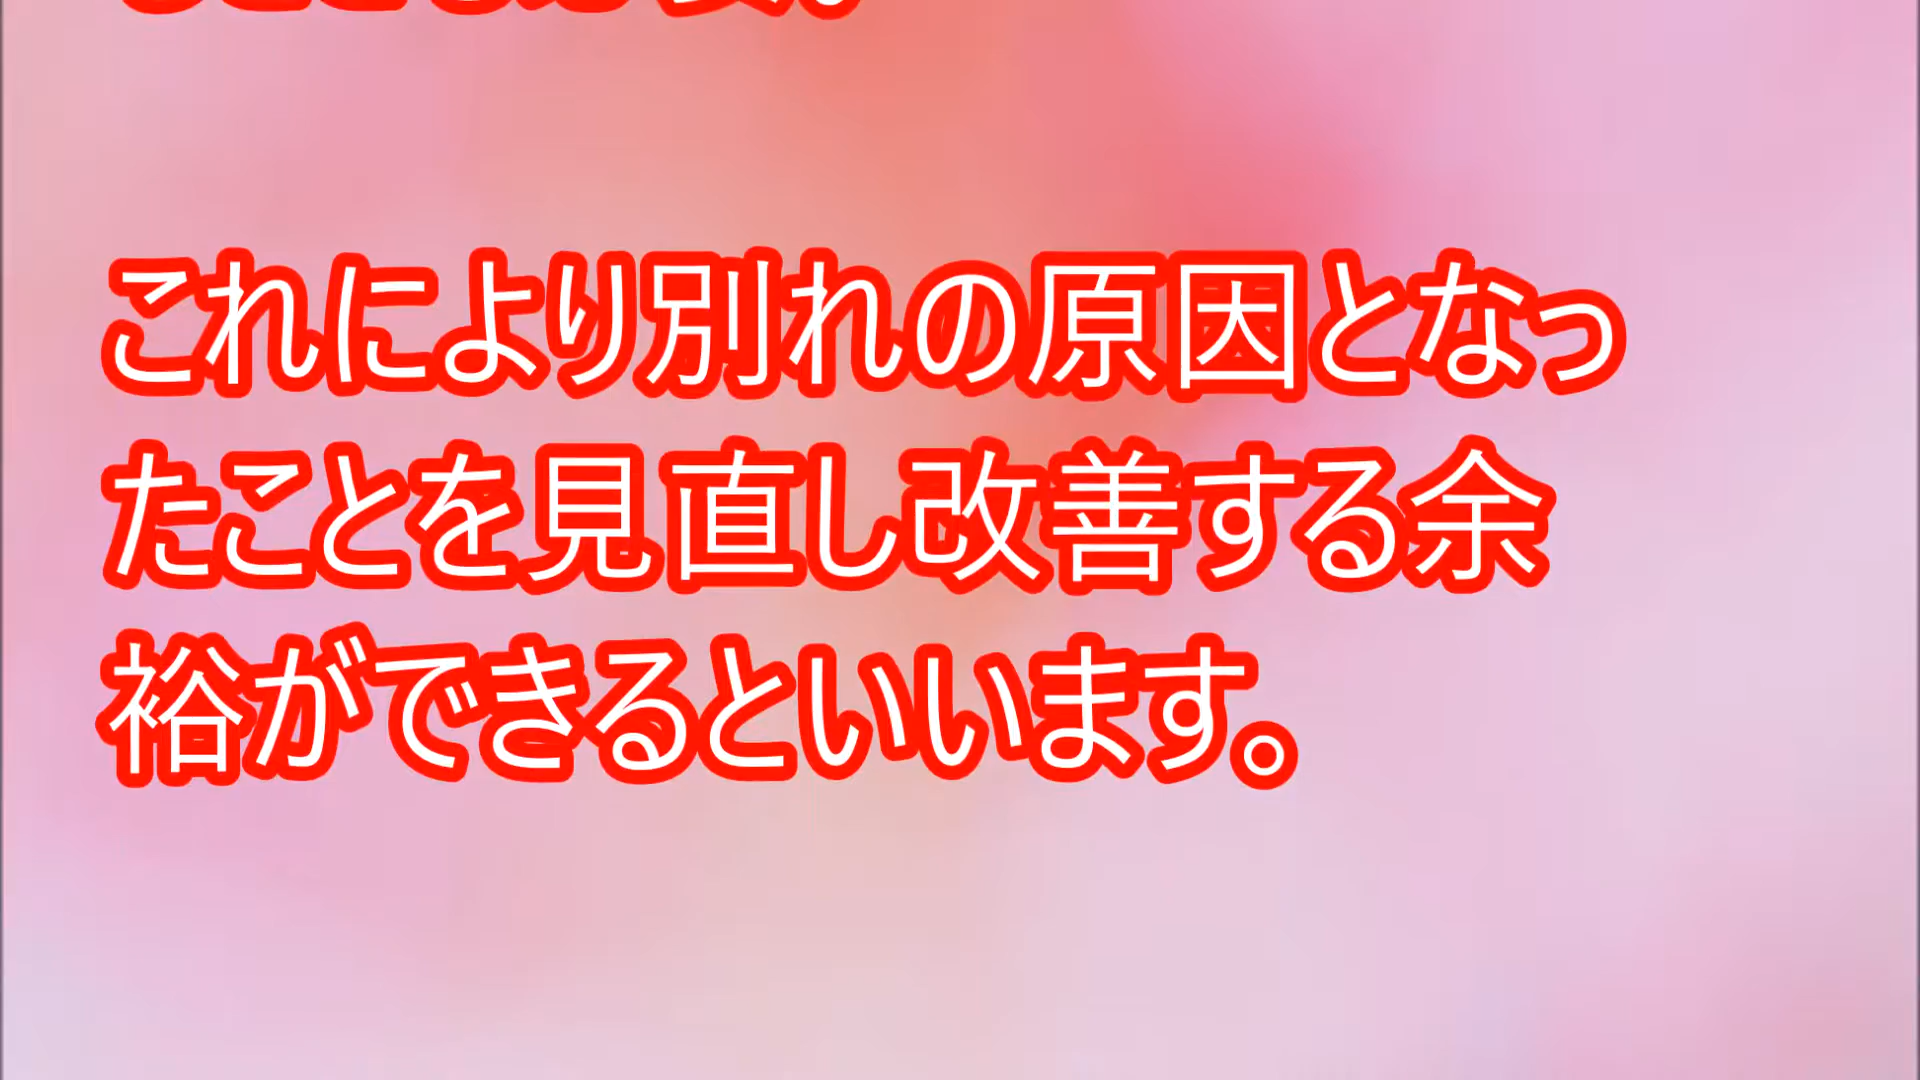 これにより別れの原因となっ
たことを見直し改善する余
裕ができるといいます。